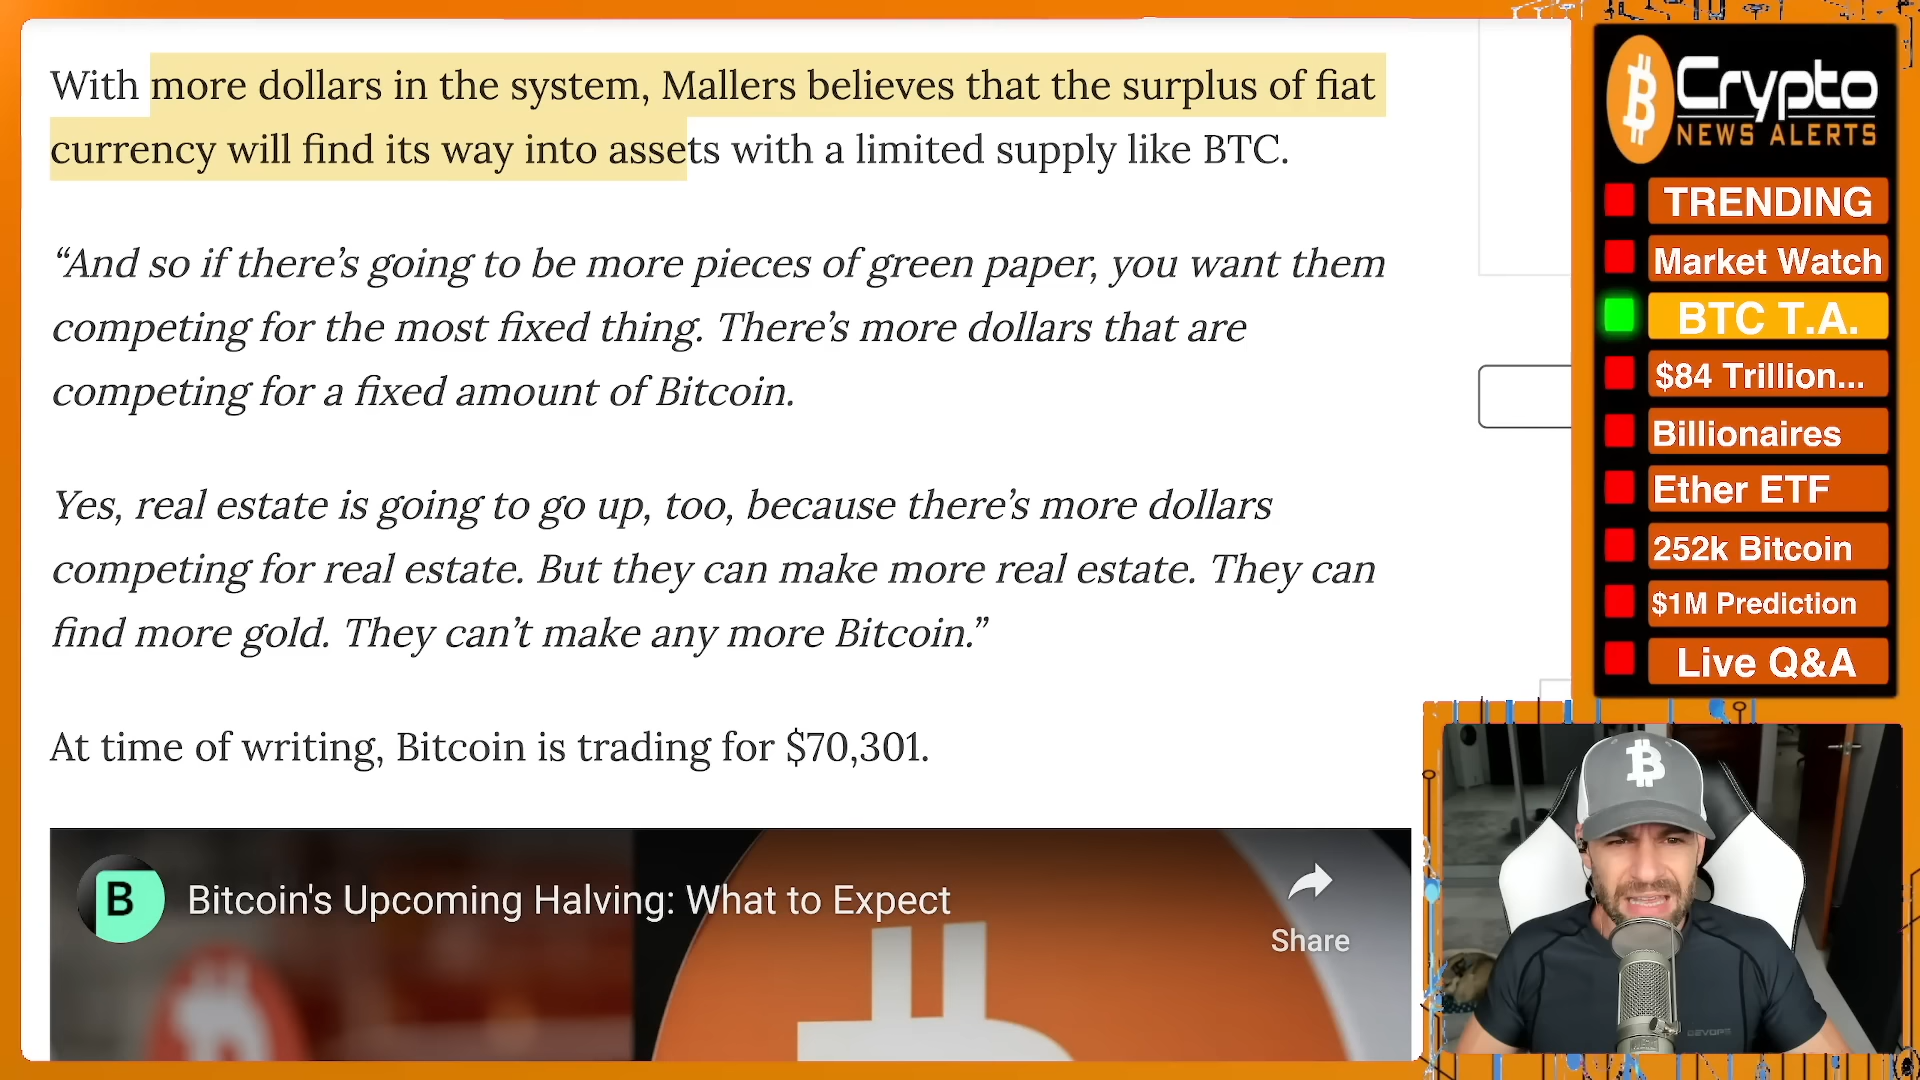 With more dollars in the system, Mallers believes that the surplus of fiat
currency will find its way into assets with a limited supply like BTC.
“And so if there’s going to be more pieces of green paper, you want them
competing for the most fixed thing. There’s more dollars that are
competing for a fixed amount of Bitcoin.
Yes, real estate is going to go up, too, because there’s more dollars
competing for real estate. But they can make more real estate. They can
find more gold. They can’t make any more Bitcoin.”
At time of writing, Bitcoin is trading for $70,301.
B
Bitcoin's Upcoming Halving: What to Expect
Share
Crypto
NEWS ALERTS
TRENDING
Market Watch
BTC T.A.
$84 Trillion...
Billionaires
Ether ETF
252k Bitcoin
$1M Prediction
Live Q&A
DEVOPS